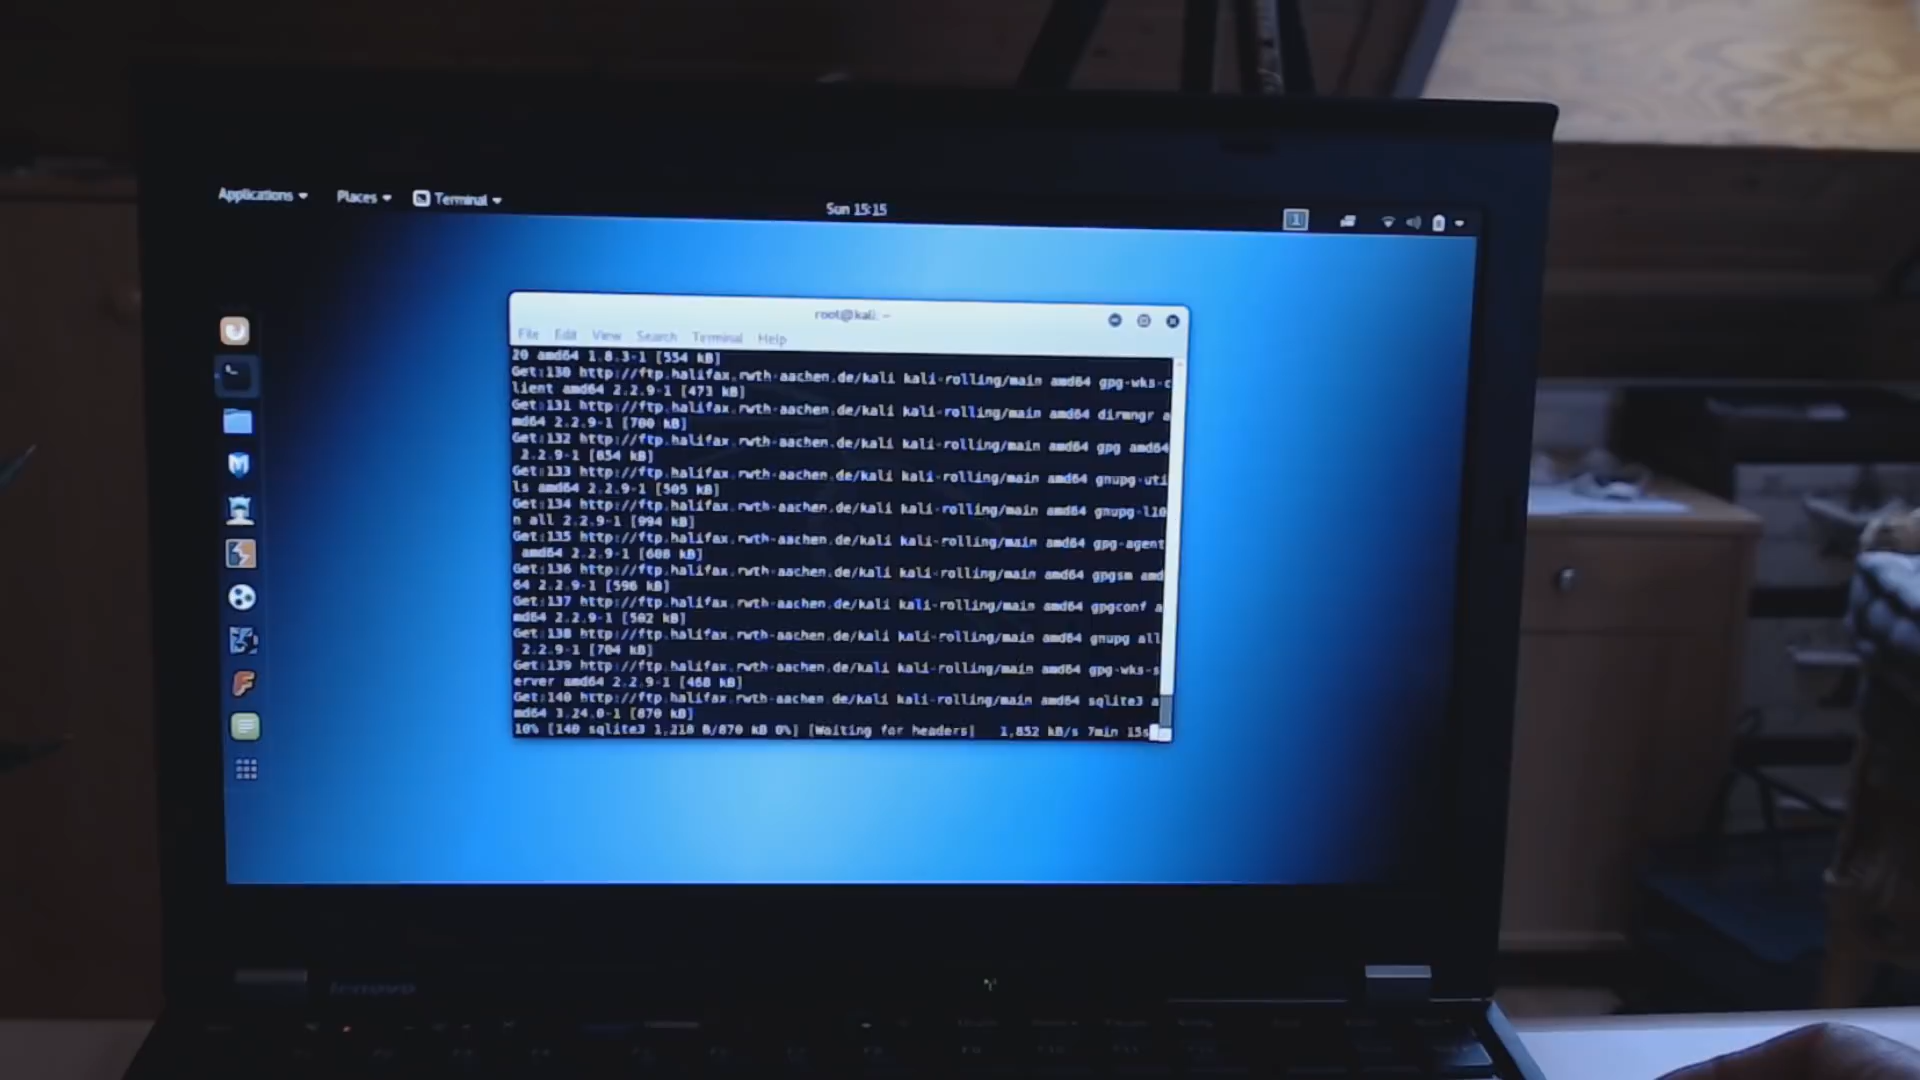 Applications Places Terminal
Sun 15:15
1
root@kali: ~
File Edit View Search Terminal Help
20 amd64 1.8.3-1 [554 kB]
Get:130 http://ftp.halifax.rwth-aachen.de/kali kali-rolling/main amd64 gpg-wks-c
lient amd64 2.2.9-1 [473 kB]
Get:131 http://ftp.halifax.rwth-aachen.de/kali kali-rolling/main amd64 dirmngr a
md64 2.2.9-1 [700 kB]
Get:132 http://ftp.halifax.rwth-aachen.de/kali kali-rolling/main amd64 gpg amd64
2.2.9-1 [854 kB]
Get:133 http://ftp.halifax.rwth-aachen.de/kali kali-rolling/main amd64 gnupg-uti
ls amd64 2.2.9-1 [505 kB]
Get:134 http://ftp.halifax.rwth-aachen.de/kali kali-rolling/main amd64 gnupg-l10
n all 2.2.9-1 [994 kB]
Get:135 http://ftp.halifax.rwth-aachen.de/kali kali-rolling/main amd64 gpg-agent
amd64 2.2.9-1 [608 kB]
Get:136 http://ftp.halifax.rwth-aachen.de/kali kali-rolling/main amd64 gpgsm amd
64 2.2.9-1 [596 kB]
Get:137 http://ftp.halifax.rwth-aachen.de/kali kali-rolling/main amd64 gpgconf a
md64 2.2.9-1 [502 kB]
Get:138 http://ftp.halifax.rwth-aachen.de/kali kali-rolling/main amd64 gnupg all
2.2.9-1 [704 kB]
Get:139 http://ftp.halifax.rwth-aachen.de/kali kali-rolling/main amd64 gpg-wks-s
erver amd64 2.2.9-1 [468 kB]
Get:140 http://ftp.halifax.rwth-aachen.de/kali kali-rolling/main amd64 sqlite3 a
md64 3.24.0-1 [870 kB]
10% [140 sqlite3 1,218 B/870 kB 0%] [Waiting for headers] 1,852 kB/s 7min 15s
lenovo